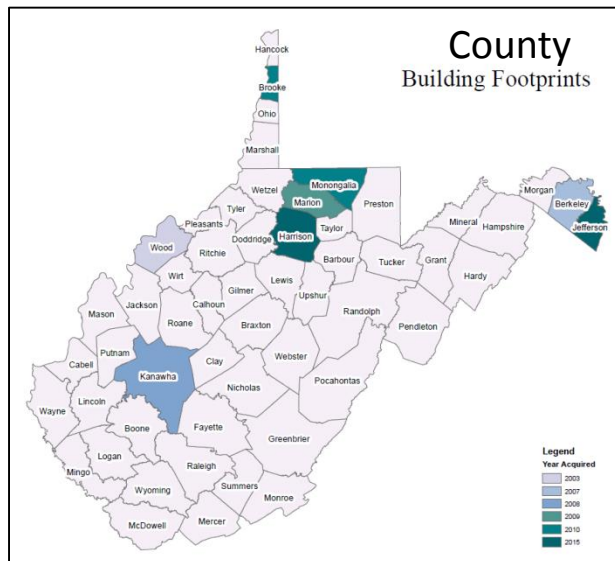 County
Building Footprints
Hancock
Brooke
Ohio
Marshall
Wetzel
Monongalia
Marion
Preston
Morgan
Berkeley
Jefferson
Pleasants
Tyler
Doddridge
Harrison
Taylor
Mineral
Hampshire
Wood
Ritchie
Barbour
Tucker
Grant
Hardy
Wirt
Lewis
Upshur
Gilmer
Calhoun
Jackson
Roane
Mason
Braxton
Randolph
Pendleton
Putnam
Clay
Webster
Cabell
Kanawha
Nicholas
Pocahontas
Lincoln
Wayne
Boone
Fayette
Greenbrier
Logan
Mingo
Raleigh
Wyoming
Summers
Monroe
McDowell
Mercer
Legend
Year Acquired
2003
2007
2008
2009
2010
2015